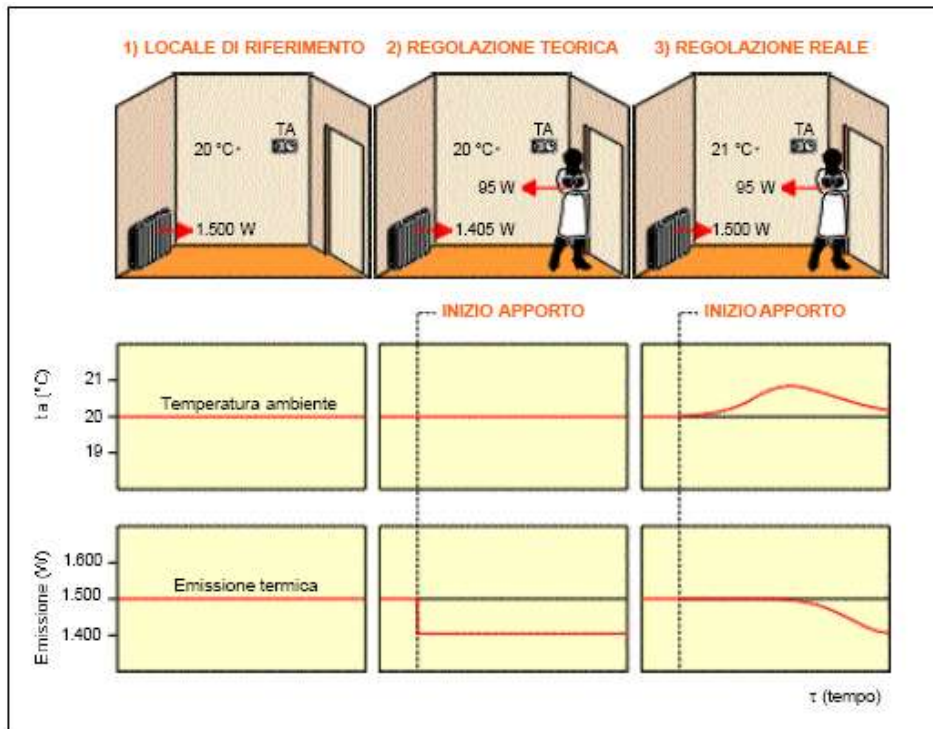 1) LOCALE DI RIFERIMENTO
2) REGOLAZIONE TEORICA
3) REGOLAZIONE REALE
TA
20 °C
1.500 W
TA
20 °C
95 W
1.405 W
TA
21 °C
95 W
1.500 W
INIZIO APPORTO
INIZIO APPORTO
ta (°C)
21
20
19
Temperatura ambiente
Emissione (W)
1.600
1.500
1.400
Emissione termica
τ (tempo)